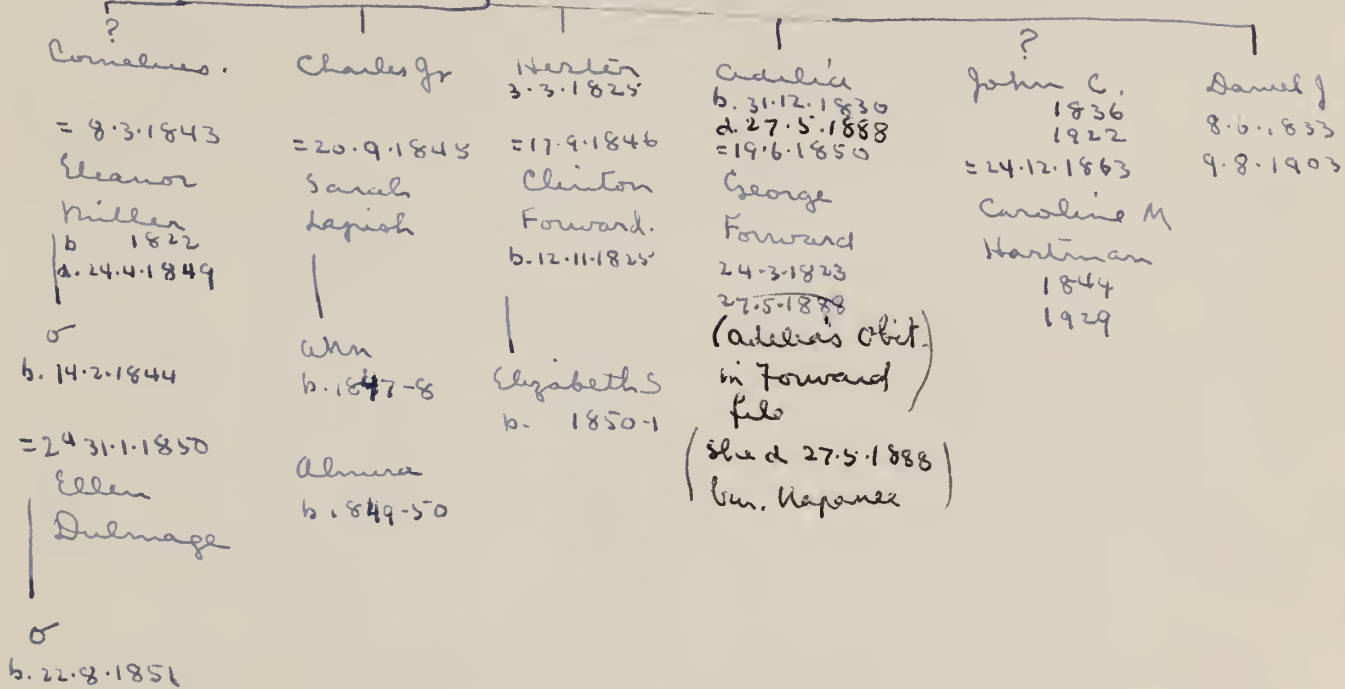 ?
Cornelius.
= 8.3.1843
Eleanor
Miller
b 1822
d. 24.4.1849
♂
b. 14.2.1844
= 2d 31.1.1850
Ellen
Dulmage
♂
b. 22.8.1851
Charles Jr
= 20.9.1845
Sarah
Lapish
Ann
b. 1847-8
Almira
b. 1849-50
Hester
3.3.1825
= 17.9.1846
Clinton
Forward.
b. 12.11.1825
Elizabeth S
b. 1850-1
Adelia
b. 31.12.1830
d. 27.5.1888
= 19.6.1850
George
Forward
24.3.1823
27.5.1888
(Adelia's Obit.
in Forward
file)
(She d 27.5.1888
bur. Napanee)
?
John C.
1836
1922
= 24.12.1863
Caroline M
Hartman
1844
1929
Daniel J
8.6.1833
9.8.1903